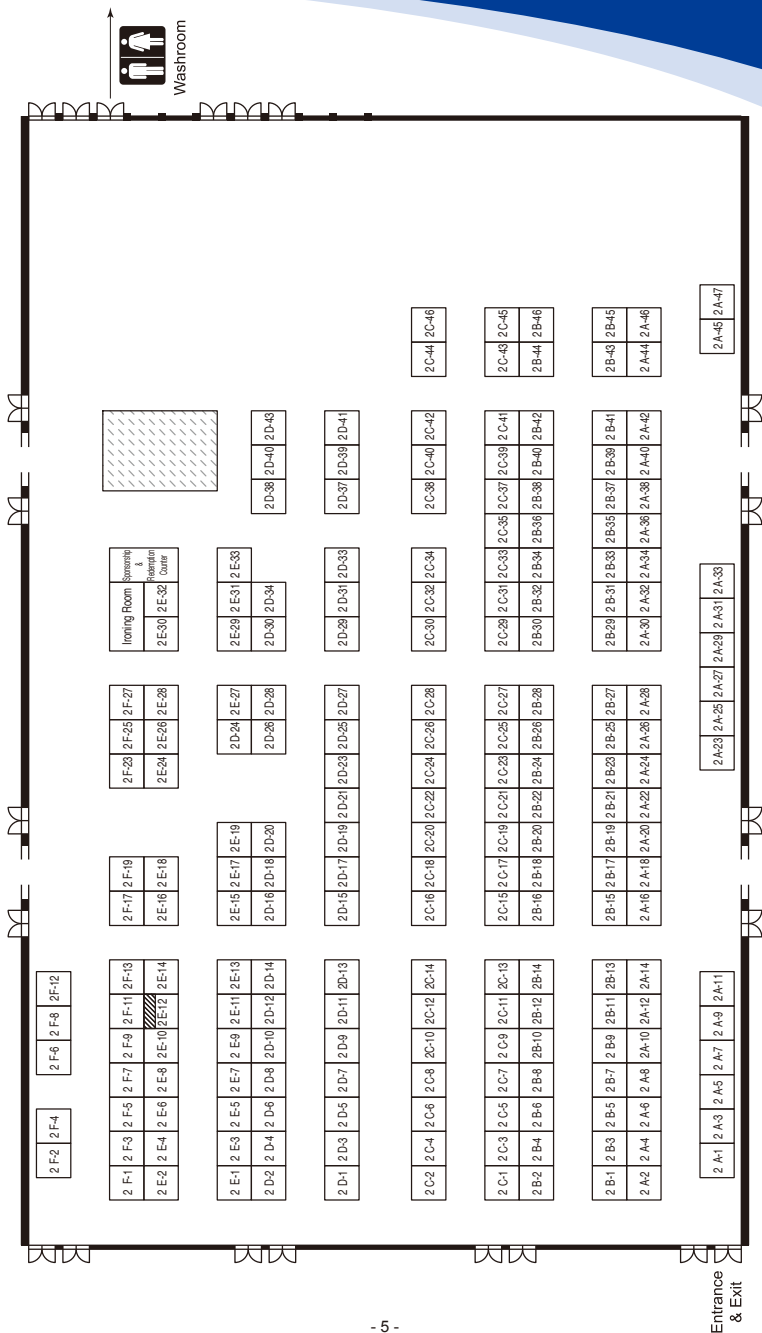 Washroom
2 F-2 2 F-4 2 F-6 2 F-8 2F-12
2 F-1 2 F-3 2 F-5 2 F-7 2 F-9 2 F-11 2 F-13 2 F-17 2 F-19 2 F-23 2 F-25 2 F-27 Ironing Room
Sponsorship
&
Redemption
Counter
2 E-2 2 E-4 2 E-6 2 E-8 2 E-10 2 E-12 2 E-14 2 E-16 2 E-18 2 E-24 2 E-26 2 E-28 2 E-30 2 E-32
2 E-1 2 E-3 2 E-5 2 E-7 2 E-9 2 E-11 2 E-13 2 E-15 2 E-17 2 E-19 2 D-24 2 E-27 2 E-29 2 E-31 2 E-33
2 D-2 2 D-4 2 D-6 2 D-8 2 D-10 2 D-12 2 D-14 2 D-16 2 D-18 2 D-20 2 D-26 2 D-28 2 D-30 2 D-34 2 D-38 2 D-40 2 D-43
2 D-1 2 D-3 2 D-5 2 D-7 2 D-9 2 D-11 2D-13 2 D-15 2 D-17 2 D-19 2 D-21 2 D-23 2 D-25 2 D-27 2 D-29 2 D-31 2 D-33 2 D-37 2 D-39 2 D-41
2 C-2 2 C-4 2 C-6 2 C-8 2C-10 2C-12 2C-14 2 C-16 2 C-18 2 C-20 2 C-22 2 C-24 2 C-26 2 C-28 2 C-30 2 C-32 2 C-34 2 C-38 2 C-40 2 C-42 2 C-44 2C-46
2 C-1 2 C-3 2 C-5 2 C-7 2 C-9 2 C-11 2C-13 2 C-15 2 C-17 2 C-19 2 C-21 2 C-23 2 C-25 2 C-27 2 C-29 2 C-31 2 C-33 2 C-35 2 C-37 2 C-39 2 C-41 2 C-43 2C-45
2 B-2 2 B-4 2 B-6 2 B-8 2B-10 2B-12 2B-14 2 B-16 2 B-18 2 B-20 2 B-22 2 B-24 2 B-26 2 B-28 2 B-30 2 B-32 2 B-34 2 B-36 2 B-38 2 B-40 2 B-42 2 B-44 2 B-46
2 B-1 2 B-3 2 B-5 2 B-7 2 B-9 2B-11 2B-13 2 B-15 2 B-17 2 B-19 2 B-21 2 B-23 2 B-25 2 B-27 2 B-29 2 B-31 2 B-33 2 B-35 2 B-37 2 B-39 2 B-41 2 B-43 2 B-45
2 A-2 2 A-4 2 A-6 2 A-8 2A-10 2A-12 2A-14 2 A-16 2 A-18 2 A-20 2 A-22 2 A-24 2 A-26 2 A-28 2 A-30 2 A-32 2 A-34 2 A-36 2 A-38 2 A-40 2 A-42 2 A-44 2 A-46
2 A-1 2 A-3 2 A-5 2 A-7 2 A-9 2 A-11 2 A-23 2 A-25 2 A-27 2 A-29 2 A-31 2 A-33 2 A-45 2 A-47
Entrance
& Exit
- 5 -